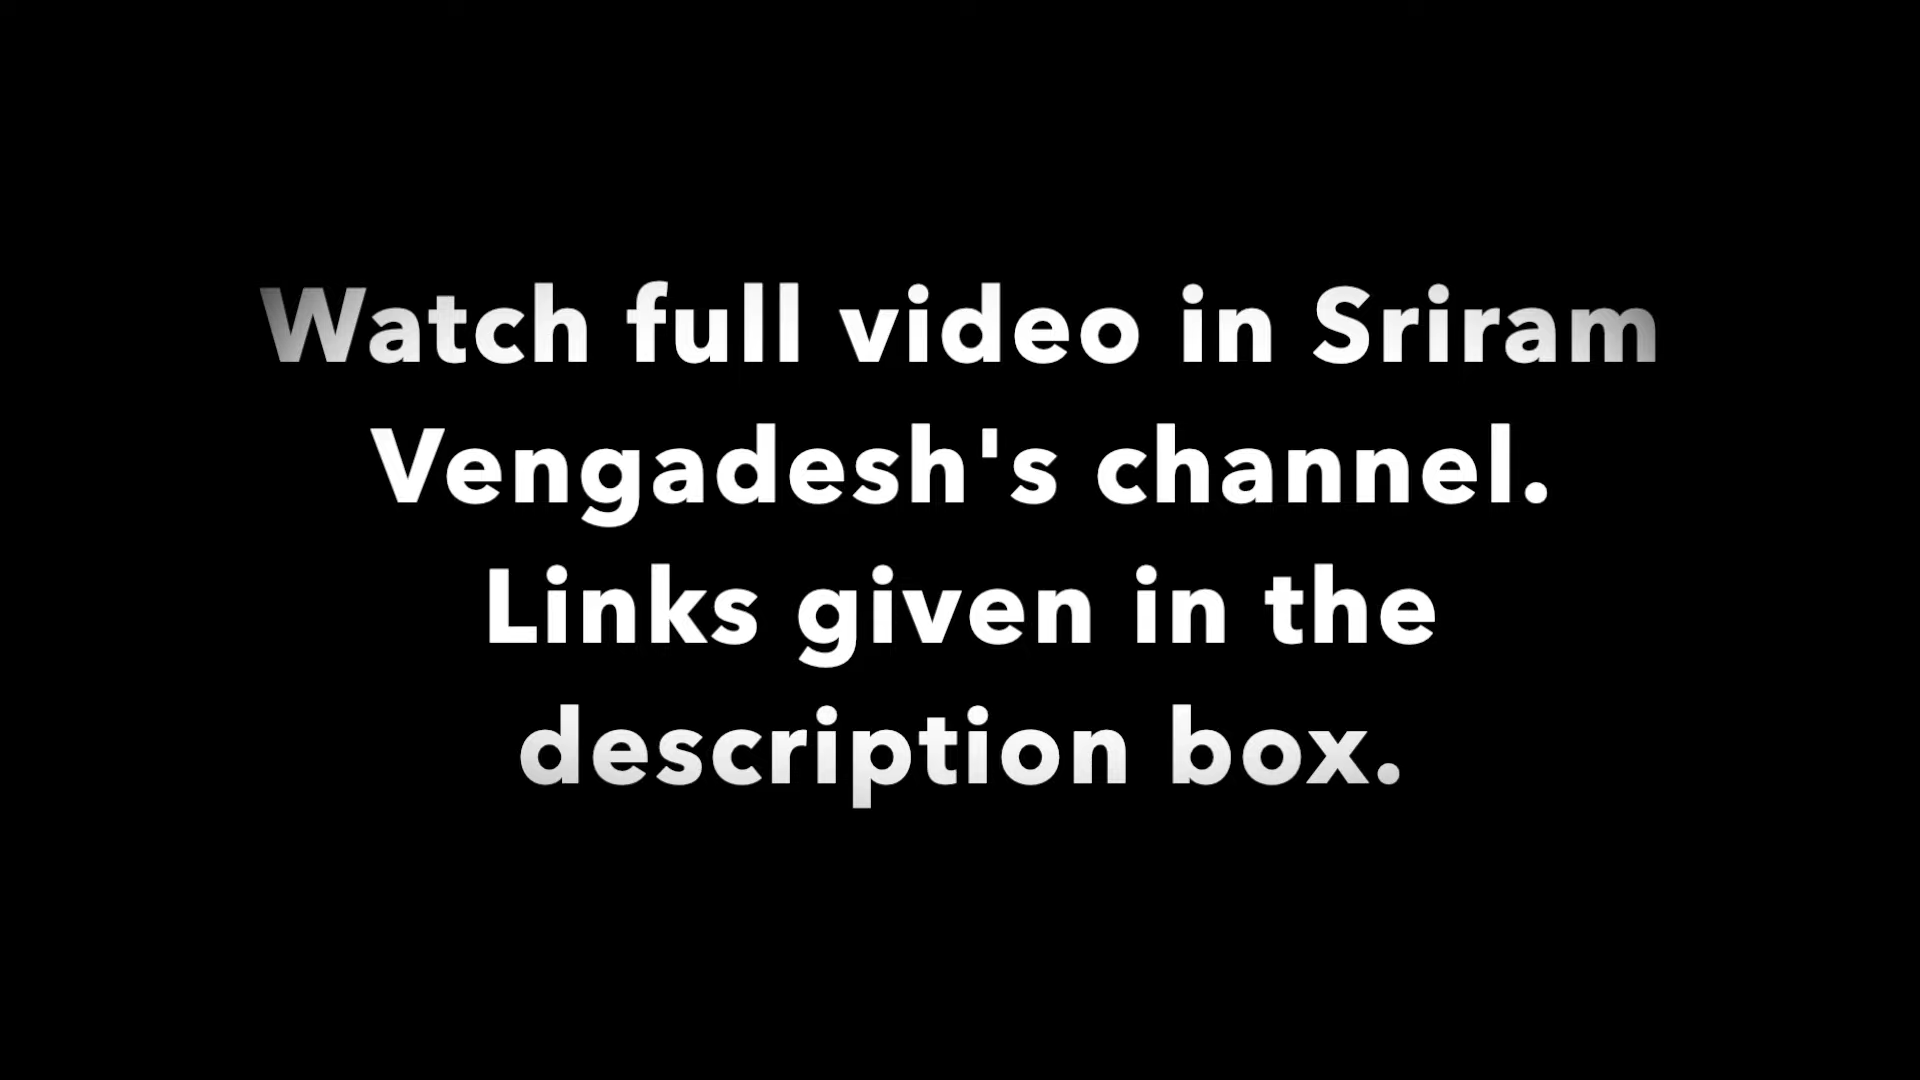 Watch full video in Sriram
Vengadesh's channel.
Links given in the
description box.